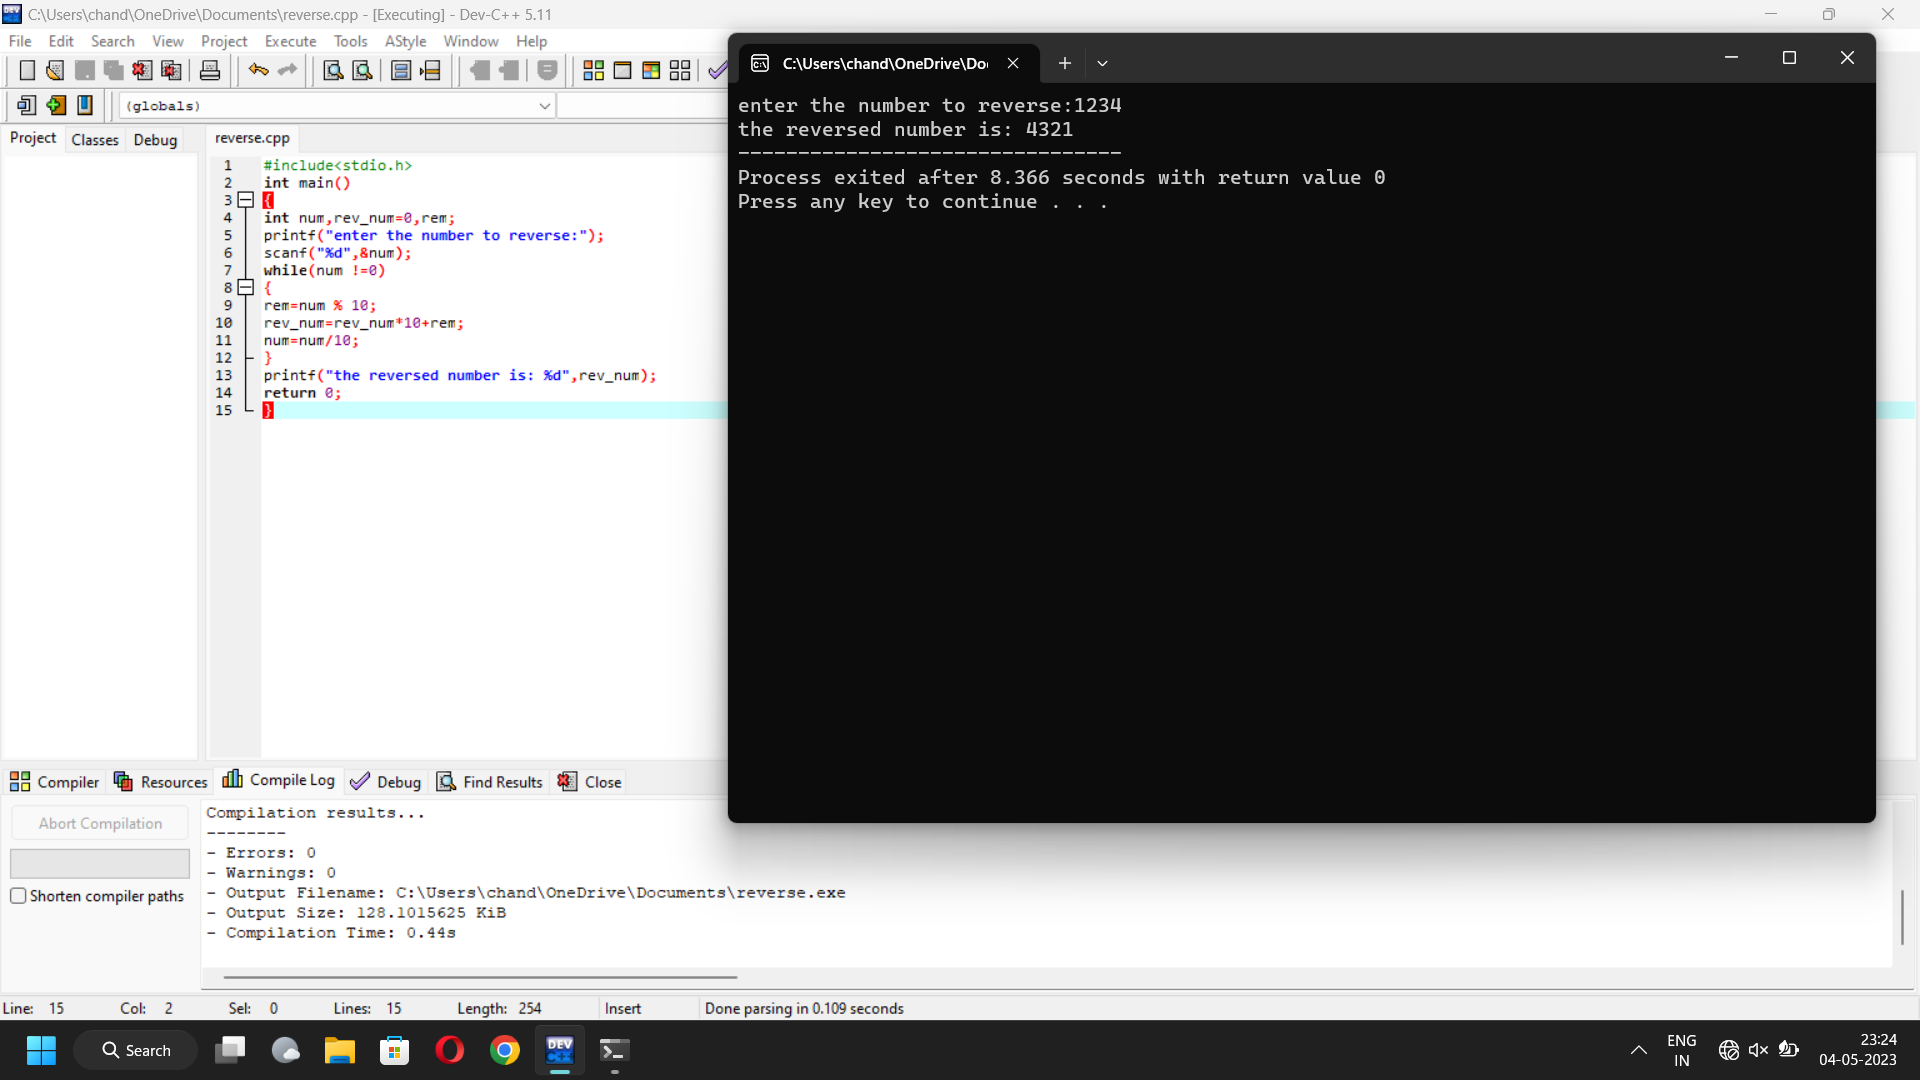 C:\Users\chand\OneDrive\Documents\reverse.cpp - [Executing] - Dev-C++ 5.11
File Edit Search View Project Execute Tools AStyle Window Help
(globals)
Project Classes Debug
reverse.cpp
1 #include<stdio.h>
2 int main()
3 {
4 int num,rev_num=0,rem;
5 printf("enter the number to reverse:");
6 scanf("%d",&num);
7 while(num !=0)
8 {
9 rem=num % 10;
10 rev_num=rev_num*10+rem;
11 num=num/10;
12 }
13 printf("the reversed number is: %d",rev_num);
14 return 0;
15 }
C:\Users\chand\OneDrive\Do
enter the number to reverse:1234
the reversed number is: 4321
--------------------------------
Process exited after 8.366 seconds with return value 0
Press any key to continue . . .
Compiler Resources Compile Log Debug Find Results Close
Abort Compilation
Shorten compiler paths
Compilation results...
--------
- Errors: 0
- Warnings: 0
- Output Filename: C:\Users\chand\OneDrive\Documents\reverse.exe
- Output Size: 128.1015625 KiB
- Compilation Time: 0.44s
Line: 15 Col: 2 Sel: 0 Lines: 15 Length: 254 Insert Done parsing in 0.109 seconds
Search
DEV C++
ENG
IN
23:24
04-05-2023